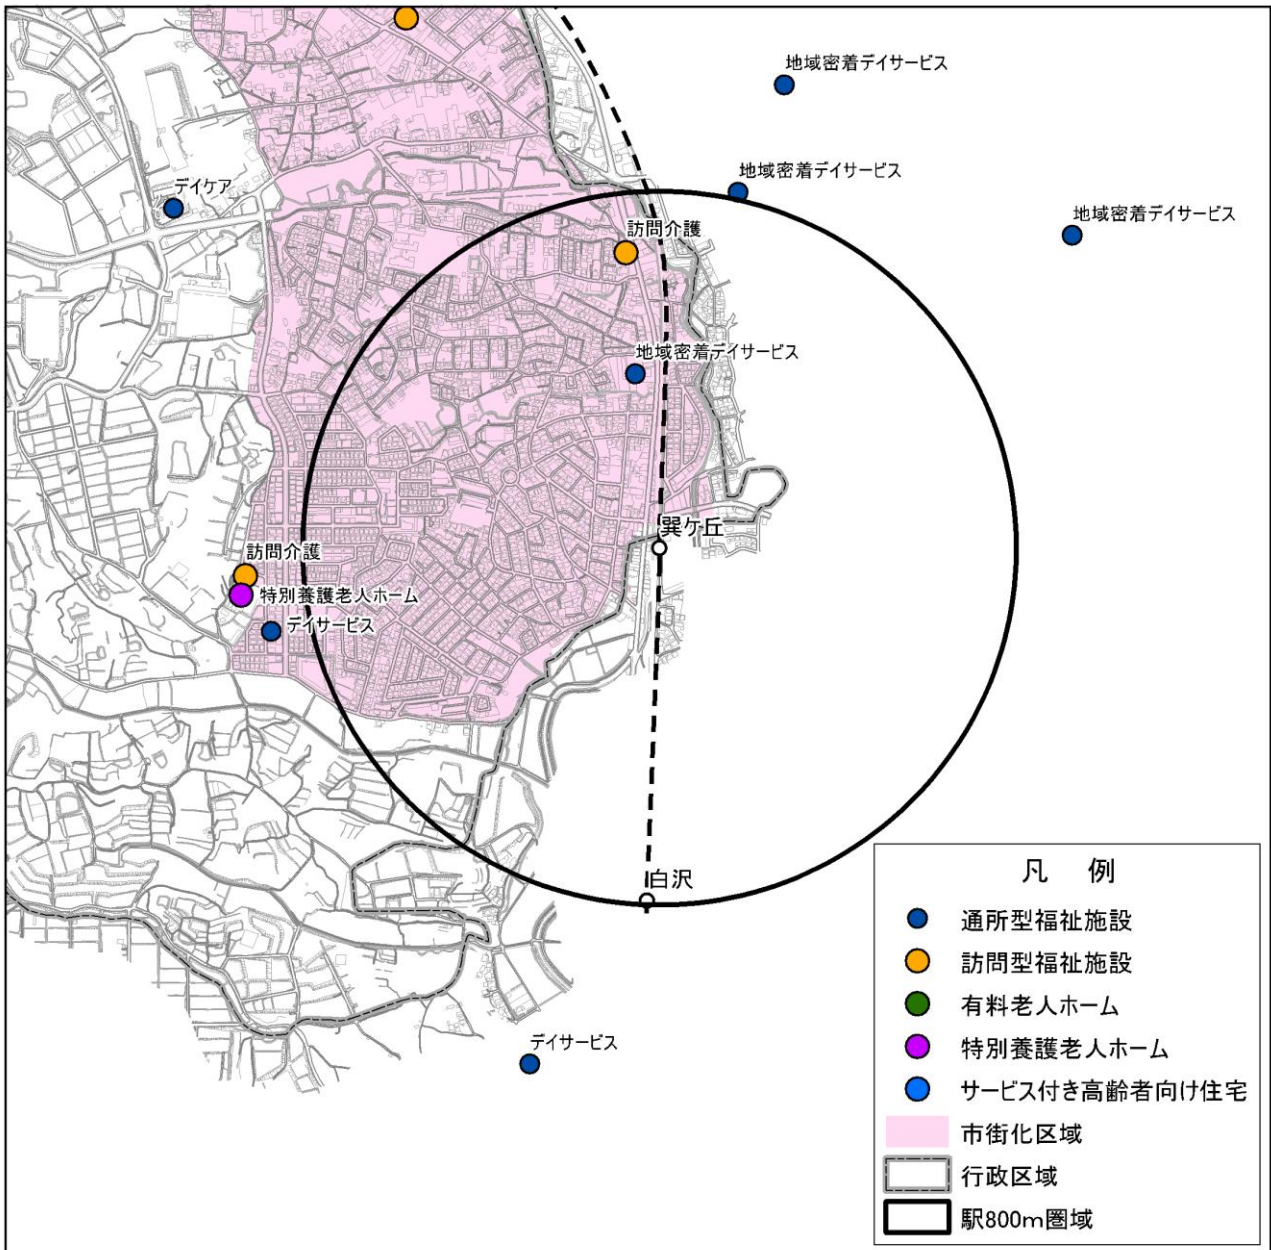 地域密着デイサービス
地域密着デイサービス
デイケア
地域密着デイサービス
訪問介護
地域密着デイサービス
巽ケ丘
訪問介護
特別養護老人ホーム
デイサービス
白沢
デイサービス
凡 例
通所型福祉施設
訪問型福祉施設
有料老人ホーム
特別養護老人ホーム
サービス付き高齢者向け住宅
市街化区域
行政区域
駅800m圏域